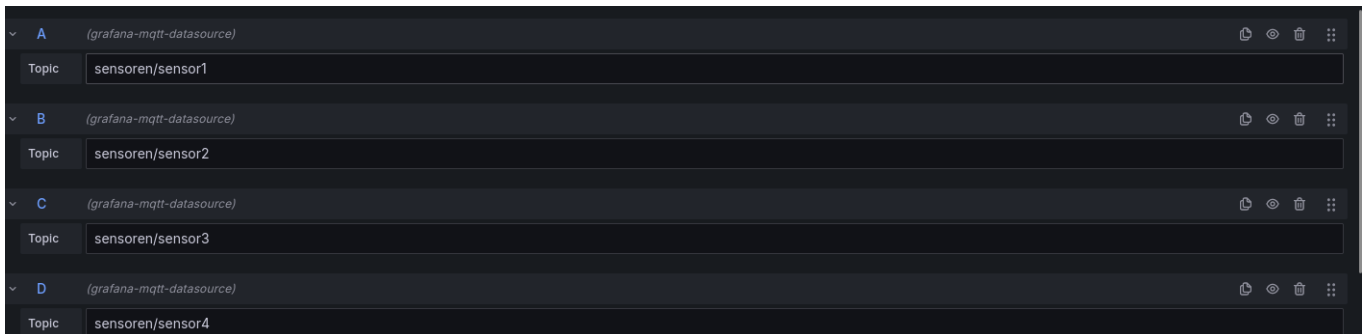 A (grafana-mqtt-datasource)
Topic sensoren/sensor1
B (grafana-mqtt-datasource)
Topic sensoren/sensor2
C (grafana-mqtt-datasource)
Topic sensoren/sensor3
D (grafana-mqtt-datasource)
Topic sensoren/sensor4